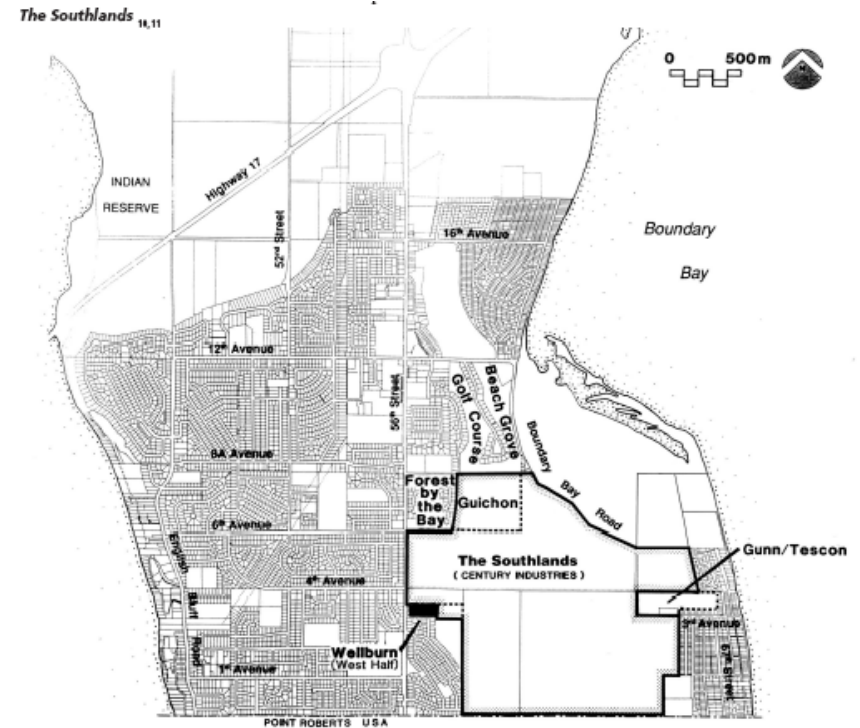 The Southlands 10,11
0 500m
N
INDIAN
RESERVE
Highway 17
52nd Street
16th Avenue
Boundary
Bay
12th Avenue
56th Street
Golf Course
Beach Grove
Boundary
Bay
Road
8A Avenue
Forest
by
the
Bay
Guichon
6th Avenue
English
Bluff
Road
The Southlands
( CENTURY INDUSTRIES )
Gunn/Tescon
4th Avenue
3rd Avenue
67th Street
Wellburn
(West Half)
1st Avenue
POINT ROBERTS USA